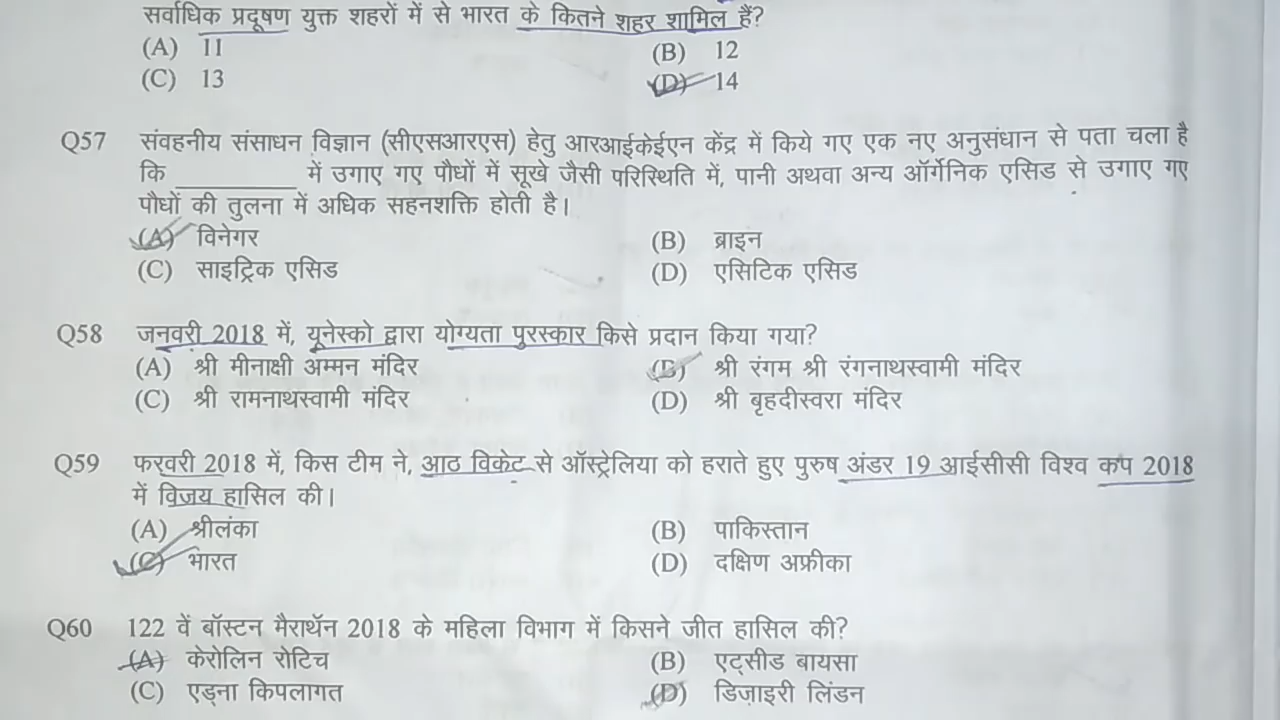 सर्वाधिक प्रदूषण युक्त शहरों में से भारत के कितने शहर शामिल हैं?
(A) 11 (B) 12
(C) 13 (D) 14
Q57 संवहनीय संसाधन विज्ञान (सीएसआरएस) हेतु आरआईकेईएन केंद्र में किये गए एक नए अनुसंधान से पता चला है
कि __________ में उगाए गए पौधों में सूखे जैसी परिस्थिति में, पानी अथवा अन्य ऑर्गेनिक एसिड से उगाए गए
पौधों की तुलना में अधिक सहनशक्ति होती है।
(A) विनेगर (B) ब्राइन
(C) साइट्रिक एसिड (D) एसिटिक एसिड
Q58 जनवरी 2018 में, यूनेस्को द्वारा योग्यता पुरस्कार किसे प्रदान किया गया?
(A) श्री मीनाक्षी अम्मन मंदिर (B) श्री रंगम श्री रंगनाथस्वामी मंदिर
(C) श्री रामनाथस्वामी मंदिर (D) श्री बृहदीस्वरा मंदिर
Q59 फरवरी 2018 में, किस टीम ने, आठ विकेट से ऑस्ट्रेलिया को हराते हुए पुरुष अंडर 19 आईसीसी विश्व कप 2018
में विजय हासिल की।
(A) श्रीलंका (B) पाकिस्तान
(C) भारत (D) दक्षिण अफ्रीका
Q60 122 वें बॉस्टन मैराथॅन 2018 के महिला विभाग में किसने जीत हासिल की?
(A) केरोलिन रोटिच (B) एट्सीड बायसा
(C) एड्ना किपलागत (D) डिज़ाइरी लिंडन